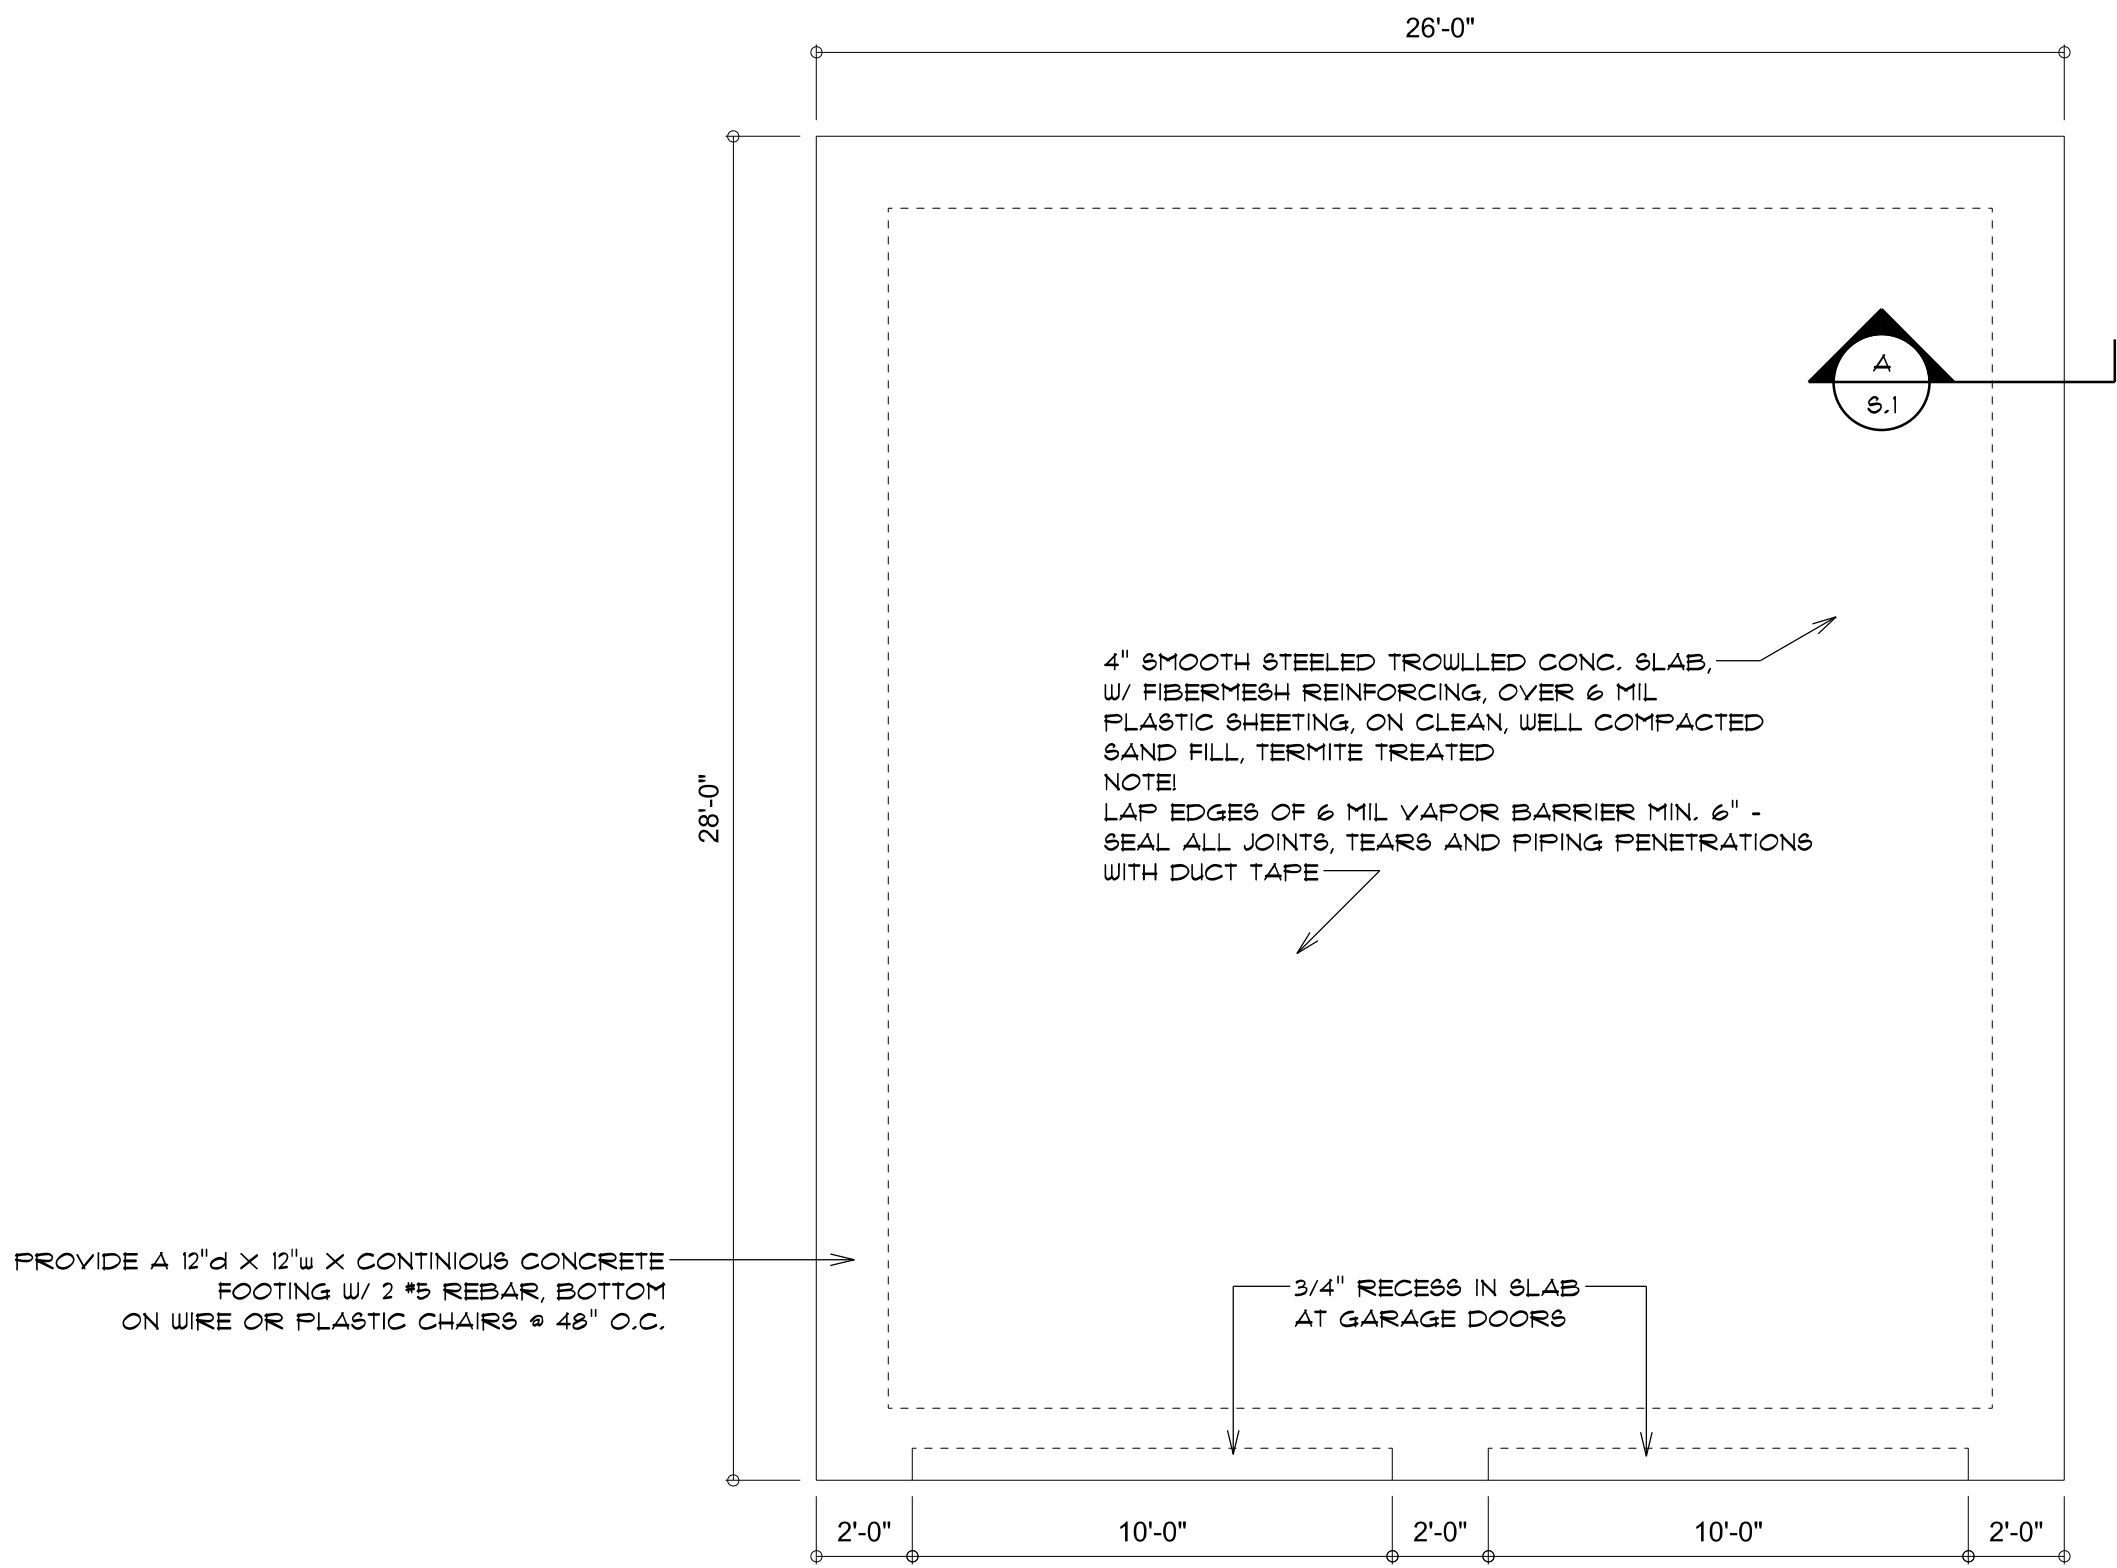 26'-0"
A
S.1
4" SMOOTH STEELED TROWLLED CONC. SLAB,
W/ FIBERMESH REINFORCING, OVER 6 MIL
PLASTIC SHEETING, ON CLEAN, WELL COMPACTED
SAND FILL, TERMITE TREATED
NOTE!
LAP EDGES OF 6 MIL VAPOR BARRIER MIN. 6" -
SEAL ALL JOINTS, TEARS AND PIPING PENETRATIONS
WITH DUCT TAPE
28'-0"
PROVIDE A 12"d X 12"w X CONTINIOUS CONCRETE
FOOTING W/ 2 #5 REBAR, BOTTOM
ON WIRE OR PLASTIC CHAIRS @ 48" O.C.
3/4" RECESS IN SLAB
AT GARAGE DOORS
2'-0" 10'-0" 2'-0" 10'-0" 2'-0"